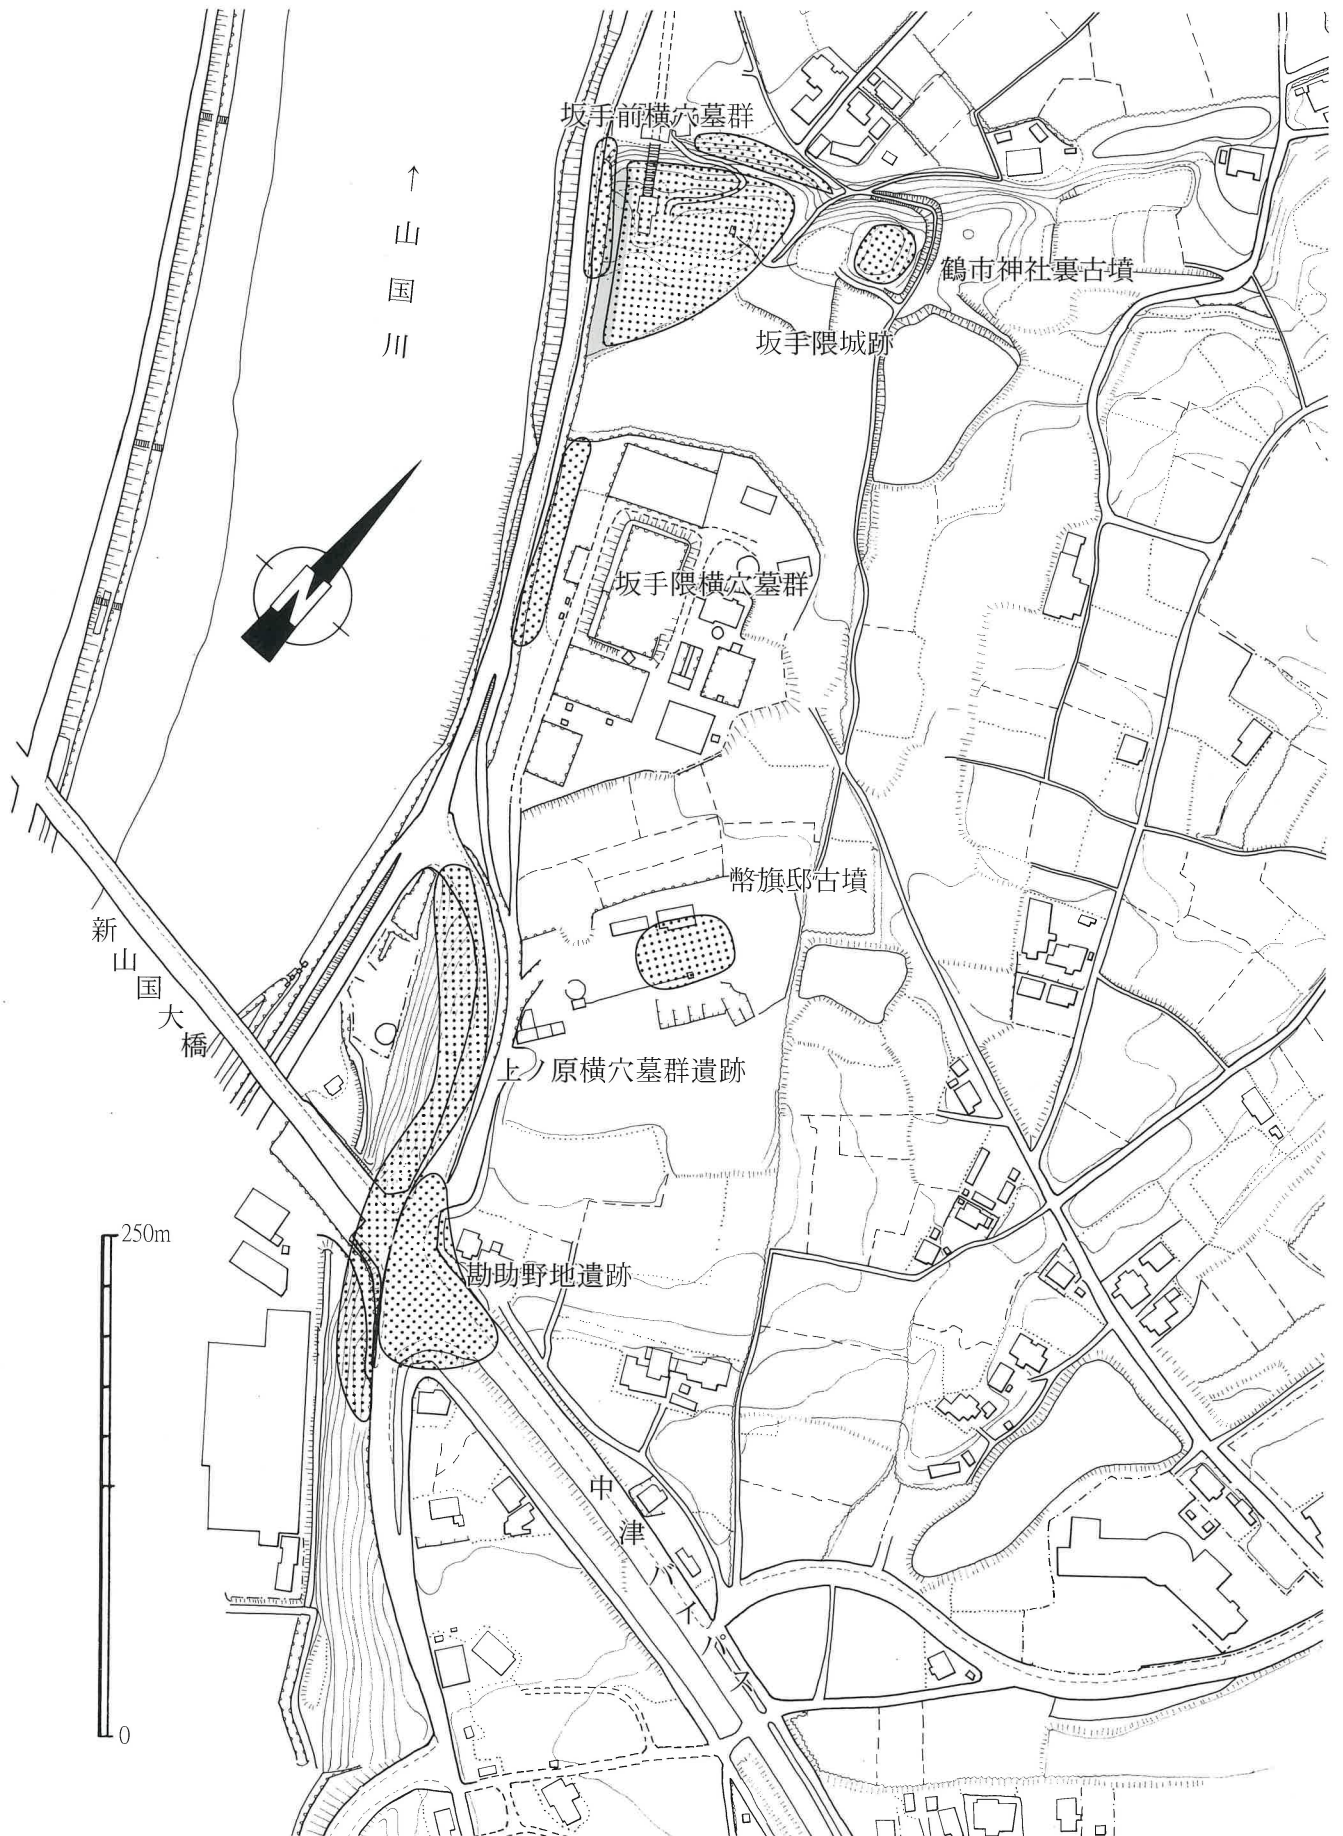 坂手前横穴墓群
↑山国川
鶴市神社裏古墳
坂手隈城跡
N
坂手隈横穴墓群
幣旗邸古墳
新山国大橋
上ノ原横穴墓群遺跡
250m
勘助野地遺跡
中津バイパス
0